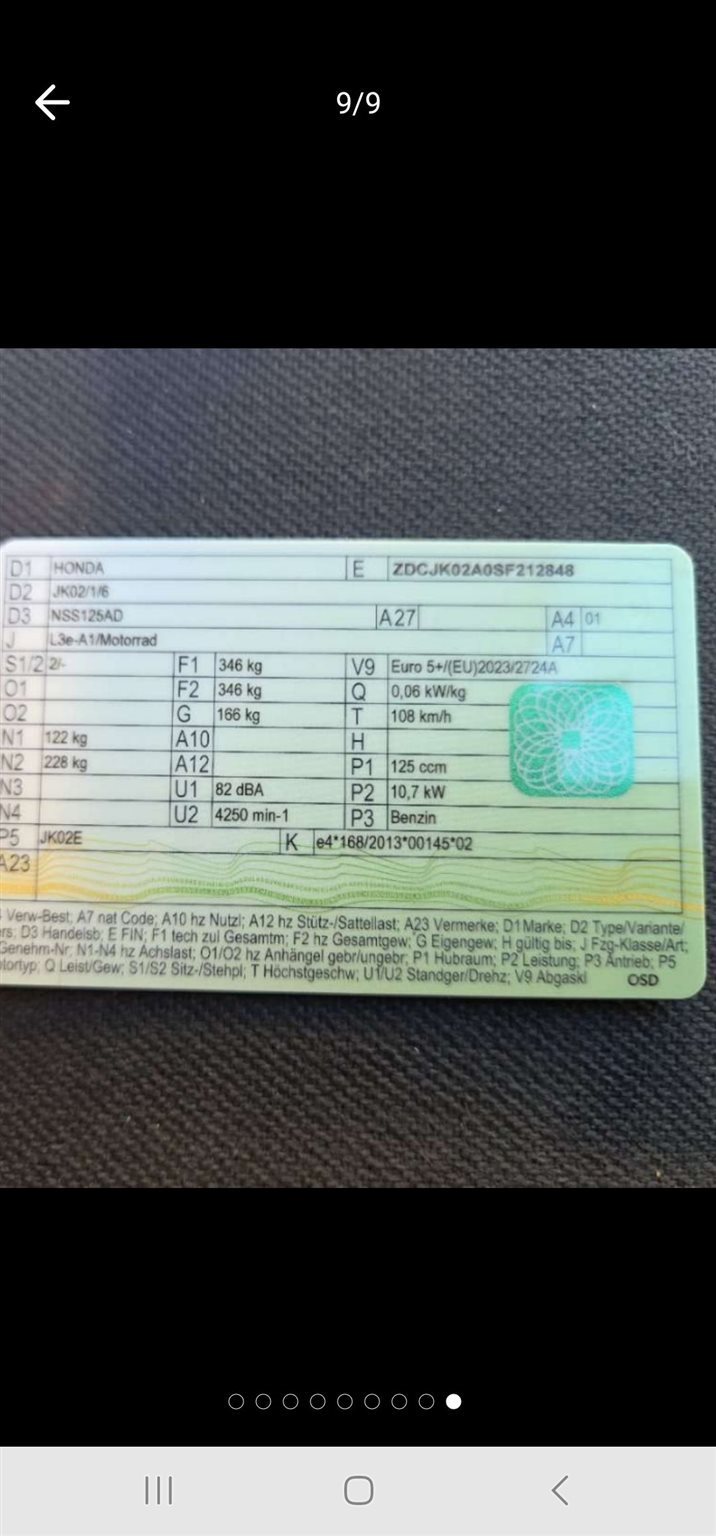 9/9
D1 HONDA E ZDCJK02A0SF212848
D2 JK02/1/6
D3 NSS125AD A27 A4 01
J L3e-A1/Motorrad A7
S1/2 2/- F1 346 kg V9 Euro 5+/(EU)2023/2724A
O1 F2 346 kg Q 0,06 kW/kg
O2 G 166 kg T 108 km/h
N1 122 kg A10 H
N2 228 kg A12 P1 125 ccm
N3 U1 82 dBA P2 10,7 kW
N4 U2 4250 min-1 P3 Benzin
P5 JK02E K e4*168/2013*00145*02
A23
Verw-Best; A7 nat Code; A10 hz Nutzl; A12 hz Stütz-/Sattellast; A23 Vermerke; D1 Marke; D2 Type/Variante/
ers; D3 Handelsb; E FIN; F1 tech zul Gesamtm; F2 hz Gesamtgew; G Eigengew; H gültig bis; J Fzg-Klasse/Art;
Genehm-Nr; N1-N4 hz Achslast; O1/O2 hz Anhängel gebr/ungebr; P1 Hubraum; P2 Leistung; P3 Antrieb; P5
otortyp; Q Leist/Gew; S1/S2 Sitz-/Stehpl; T Höchstgeschw; U1/U2 Standger/Drehz; V9 Abgaskl OSD